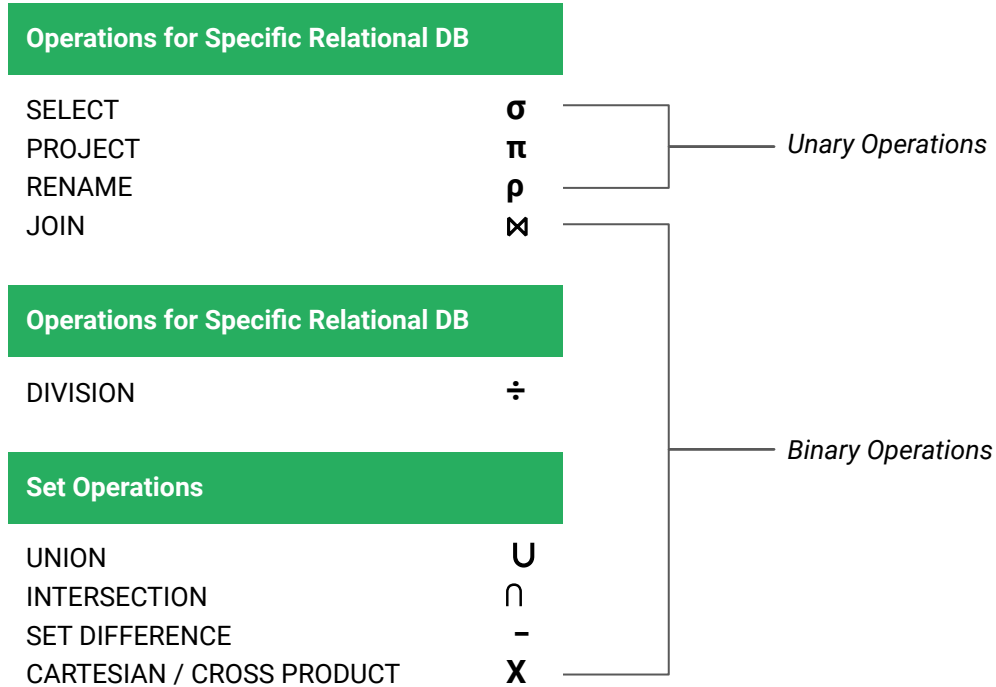 Operations for Specific Relational DB
SELECT σ
PROJECT π
RENAME ρ
JOIN ⋈
Unary Operations
Operations for Specific Relational DB
DIVISION ÷
Binary Operations
Set Operations
UNION ∪
INTERSECTION ∩
SET DIFFERENCE –
CARTESIAN / CROSS PRODUCT X